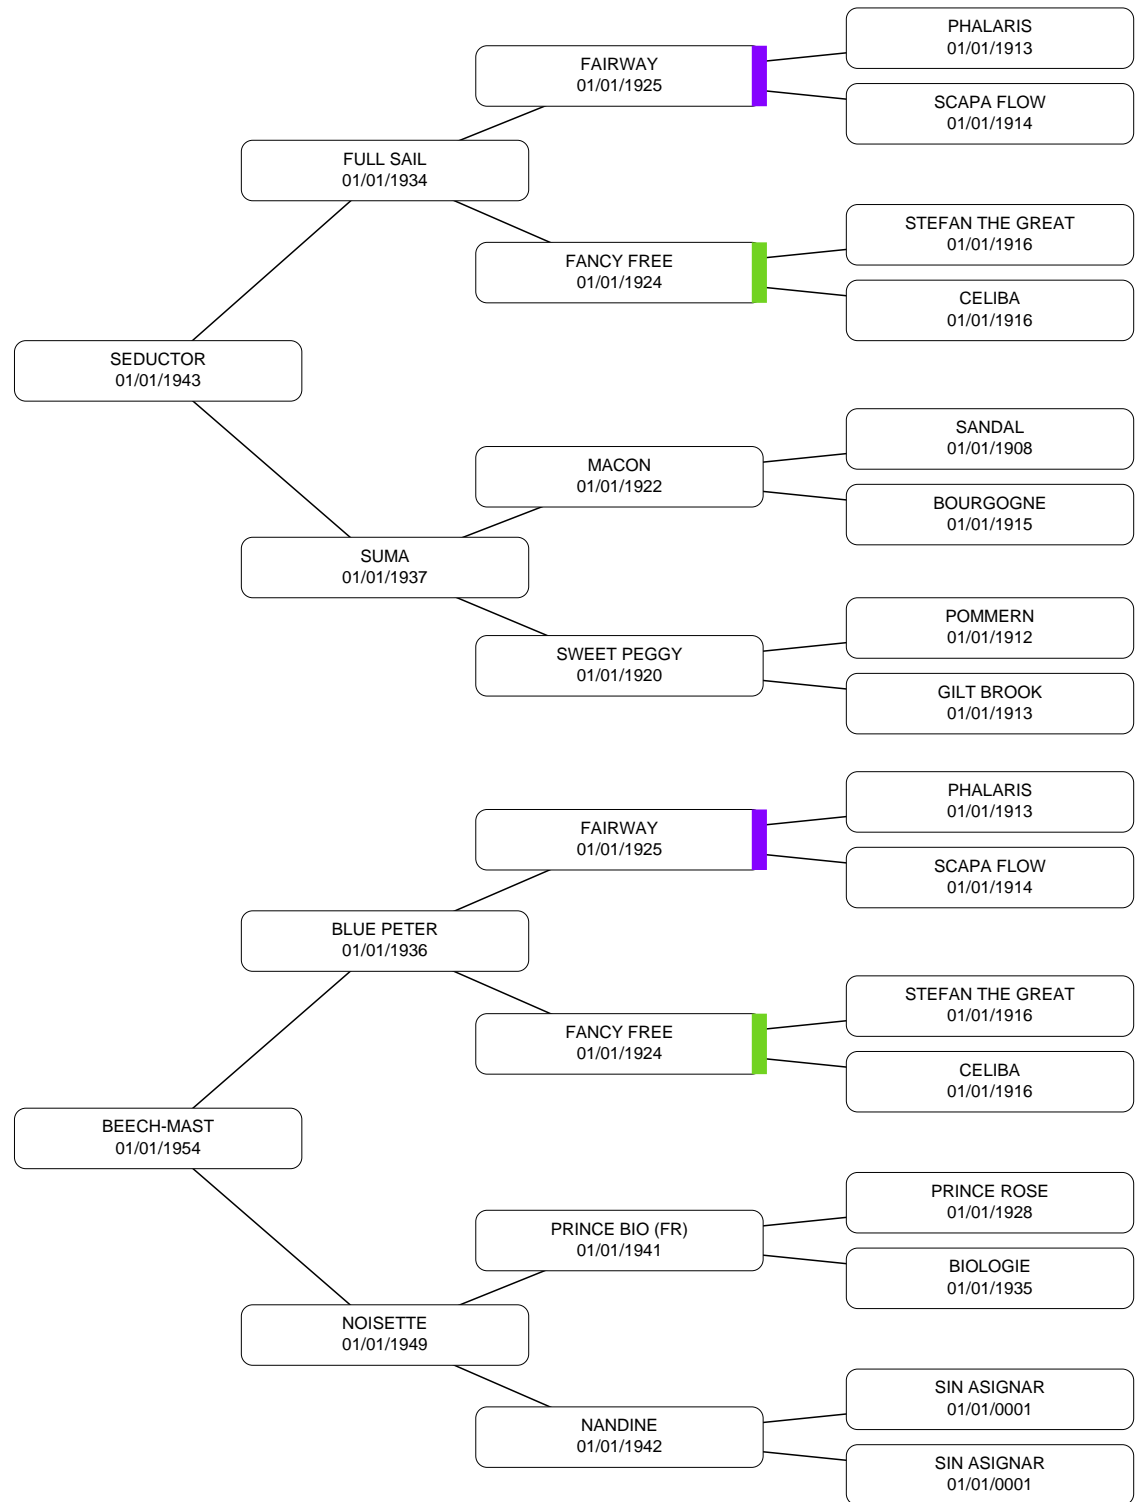 PHALARIS
01/01/1913
FAIRWAY
01/01/1925
SCAPA FLOW
01/01/1914
FULL SAIL
01/01/1934
STEFAN THE GREAT
01/01/1916
FANCY FREE
01/01/1924
CELIBA
01/01/1916
SEDUCTOR
01/01/1943
SANDAL
01/01/1908
MACON
01/01/1922
BOURGOGNE
01/01/1915
SUMA
01/01/1937
POMMERN
01/01/1912
SWEET PEGGY
01/01/1920
GILT BROOK
01/01/1913
PHALARIS
01/01/1913
FAIRWAY
01/01/1925
SCAPA FLOW
01/01/1914
BLUE PETER
01/01/1936
STEFAN THE GREAT
01/01/1916
FANCY FREE
01/01/1924
CELIBA
01/01/1916
BEECH-MAST
01/01/1954
PRINCE ROSE
01/01/1928
PRINCE BIO (FR)
01/01/1941
BIOLOGIE
01/01/1935
NOISETTE
01/01/1949
SIN ASIGNAR
01/01/0001
NANDINE
01/01/1942
SIN ASIGNAR
01/01/0001